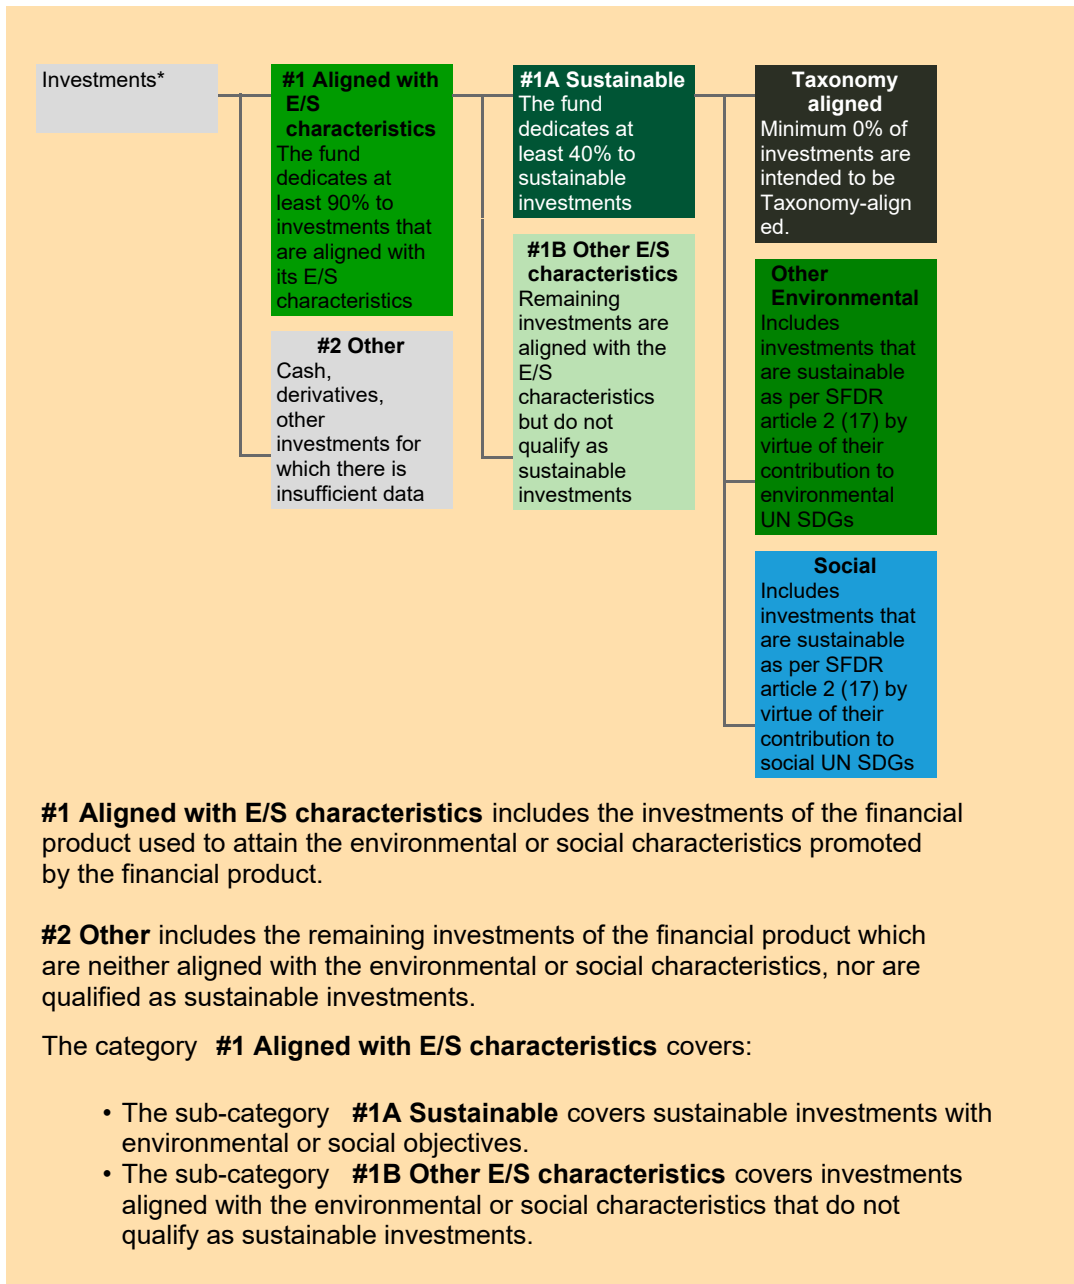 Investments*
#1 Aligned with
E/S
characteristics
The fund
dedicates at
least 90% to
investments that
are aligned with
its E/S
characteristics
#2 Other
Cash,
derivatives,
other
investments for
which there is
insufficient data
#1A Sustainable
The fund
dedicates at
least 40% to
sustainable
investments
#1B Other E/S
characteristics
Remaining
investments are
aligned with the
E/S
characteristics
but do not
qualify as
sustainable
investments
Taxonomy
aligned
Minimum 0% of
investments are
intended to be
Taxonomy-align
ed.
Other
Environmental
Includes
investments that
are sustainable
as per SFDR
article 2 (17) by
virtue of their
contribution to
environmental
UN SDGs
Social
Includes
investments that
are sustainable
as per SFDR
article 2 (17) by
virtue of their
contribution to
social UN SDGs
#1 Aligned with E/S characteristics includes the investments of the financial
product used to attain the environmental or social characteristics promoted
by the financial product.
#2 Other includes the remaining investments of the financial product which
are neither aligned with the environmental or social characteristics, nor are
qualified as sustainable investments.
The category #1 Aligned with E/S characteristics covers:
• The sub-category #1A Sustainable covers sustainable investments with
environmental or social objectives.
• The sub-category #1B Other E/S characteristics covers investments
aligned with the environmental or social characteristics that do not
qualify as sustainable investments.